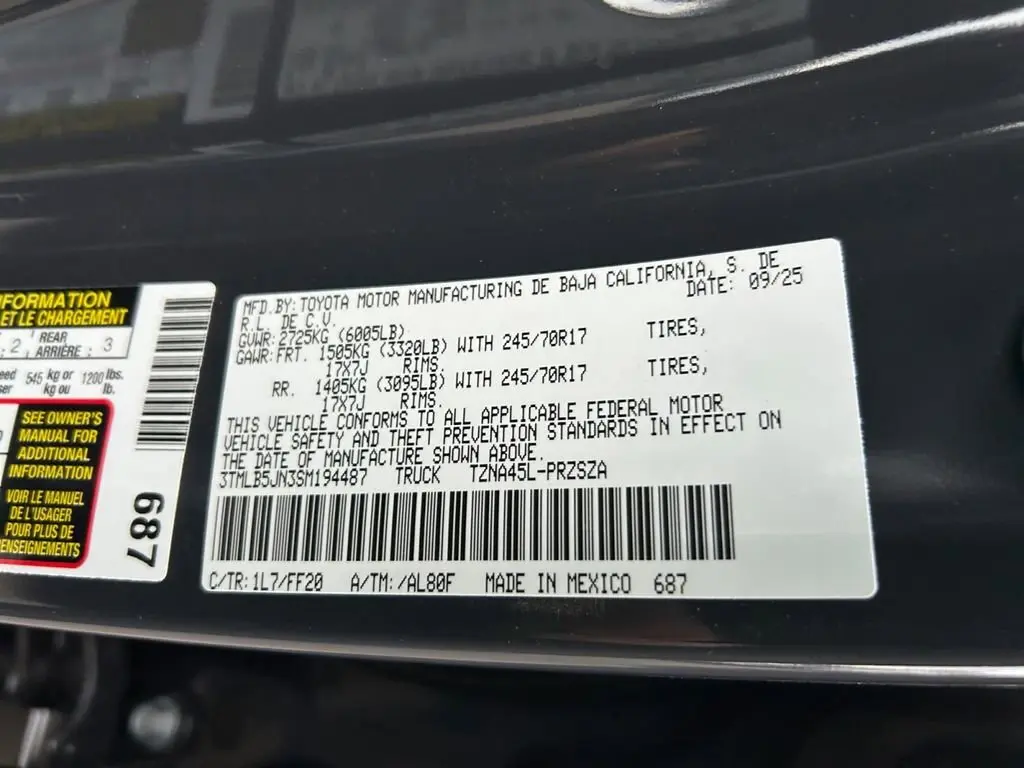 NFORMATION
ET LE CHARGEMENT
: 2 , REAR ARRIÈRE : 3
eed 545 kg or 1200 lbs.
ser kg ou lb.
SEE OWNER'S
MANUAL FOR
ADDITIONAL
INFORMATION
VOIR LE MANUEL
DE L'USAGER
POUR PLUS DE
ENSEIGNEMENTS
687
MFD.BY:TOYOTA MOTOR MANUFACTURING DE BAJA CALIFORNIA, S. DE
R.L. DE C.V. DATE: 09/25
GVWR:2725KG (6005LB)
GAWR:FRT. 1505KG (3320LB) WITH 245/70R17 TIRES,
17X7J RIMS.
RR. 1405KG (3095LB) WITH 245/70R17 TIRES,
17X7J RIMS.
THIS VEHICLE CONFORMS TO ALL APPLICABLE FEDERAL MOTOR
VEHICLE SAFETY AND THEFT PREVENTION STANDARDS IN EFFECT ON
THE DATE OF MANUFACTURE SHOWN ABOVE.
3TMLB5JN3SM194487 TRUCK TZNA45L-PRZSZA
C/TR:1L7/FF20 A/TM:/AL80F MADE IN MEXICO 687